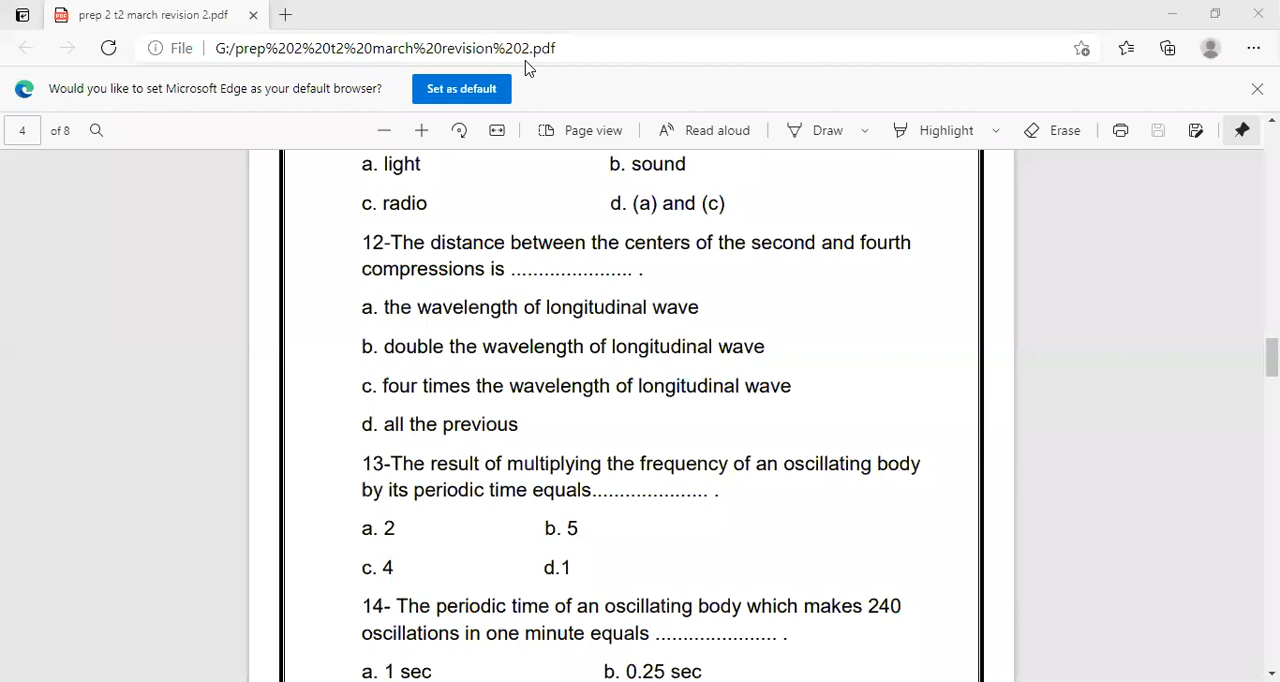 prep 2 t2 march revision 2.pdf
File
G:/prep%202%20t2%20march%20revision%202.pdf
Would you like to set Microsoft Edge as your default browser?
Set as default
4 of 8
Page view
Read aloud
Draw
Highlight
Erase
a. light b. sound
c. radio d. (a) and (c)
12-The distance between the centers of the second and fourth
compressions is ...................... .
a. the wavelength of longitudinal wave
b. double the wavelength of longitudinal wave
c. four times the wavelength of longitudinal wave
d. all the previous
13-The result of multiplying the frequency of an oscillating body
by its periodic time equals..................... .
a. 2 b. 5
c. 4 d.1
14- The periodic time of an oscillating body which makes 240
oscillations in one minute equals ...................... .
a. 1 sec b. 0.25 sec